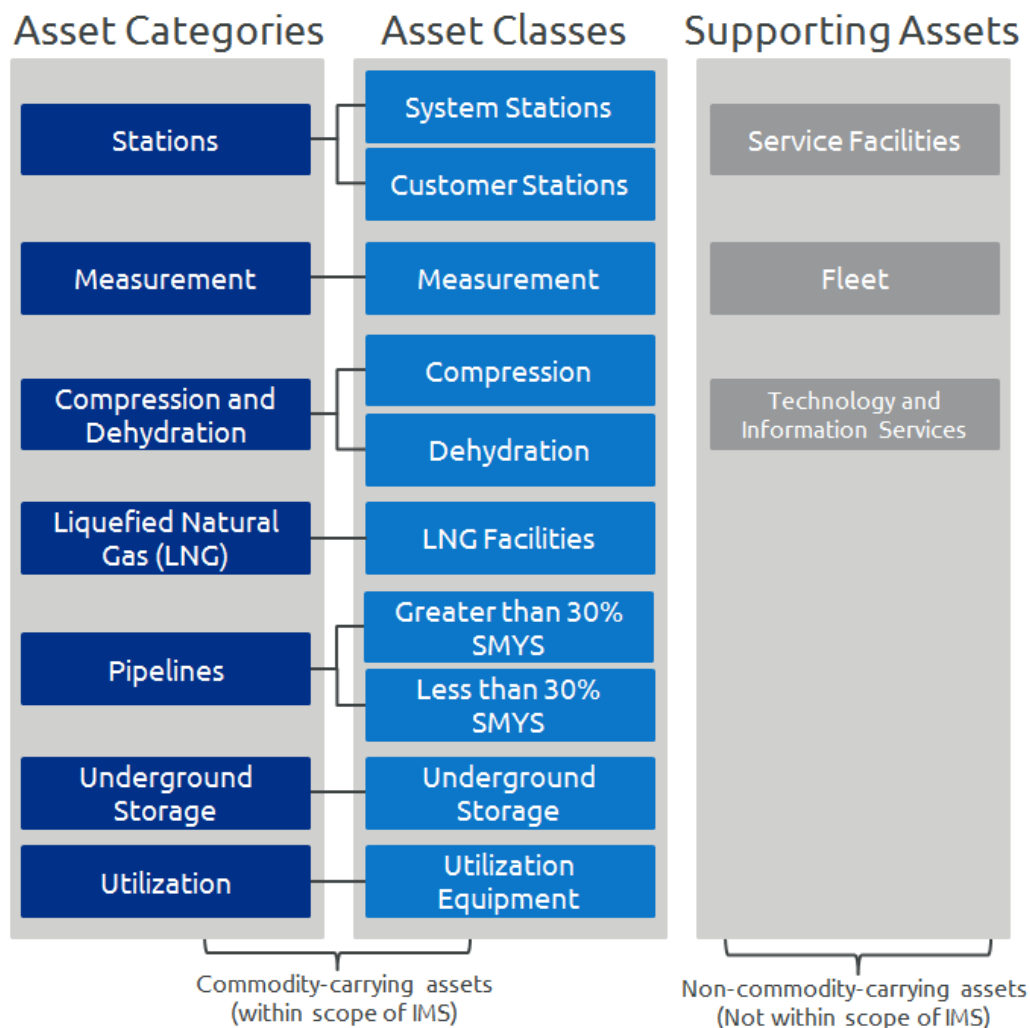 Asset Categories
Asset Classes
Supporting Assets
Stations
System Stations
Customer Stations
Service Facilities
Measurement
Measurement
Fleet
Compression and
Dehydration
Compression
Dehydration
Technology and
Information Services
Liquefied Natural
Gas (LNG)
LNG Facilities
Pipelines
Greater than 30%
SMYS
Less than 30%
SMYS
Underground
Storage
Underground
Storage
Utilization
Utilization
Equipment
Commodity-carrying assets
(within scope of IMS)
Non-commodity-carrying assets
(Not within scope of IMS)